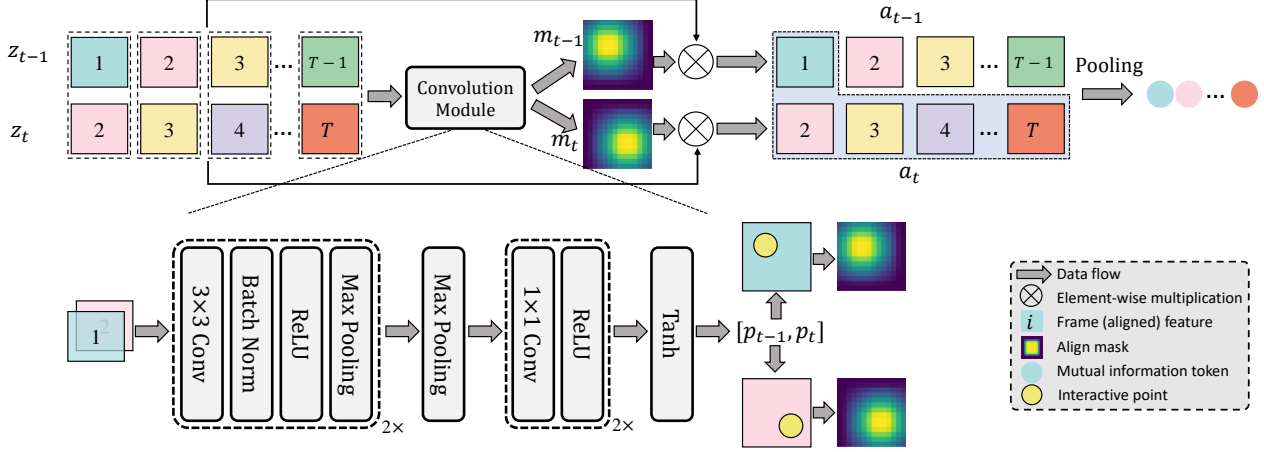 z_{t-1}
1 2 3 ... T − 1
z_t
2 3 4 ... T
Convolution
Module
m_{t-1}
m_t
a_{t-1}
1 2 3 ... T − 1
2 3 4 ... T
a_t
Pooling
...
1 2
3×3 Conv
Batch Norm
ReLU
Max Pooling
2×
Max Pooling
1×1 Conv
ReLU
2×
Tanh
[p_{t-1}, p_t]
Data flow
Element-wise multiplication
i Frame (aligned) feature
Align mask
Mutual information token
Interactive point